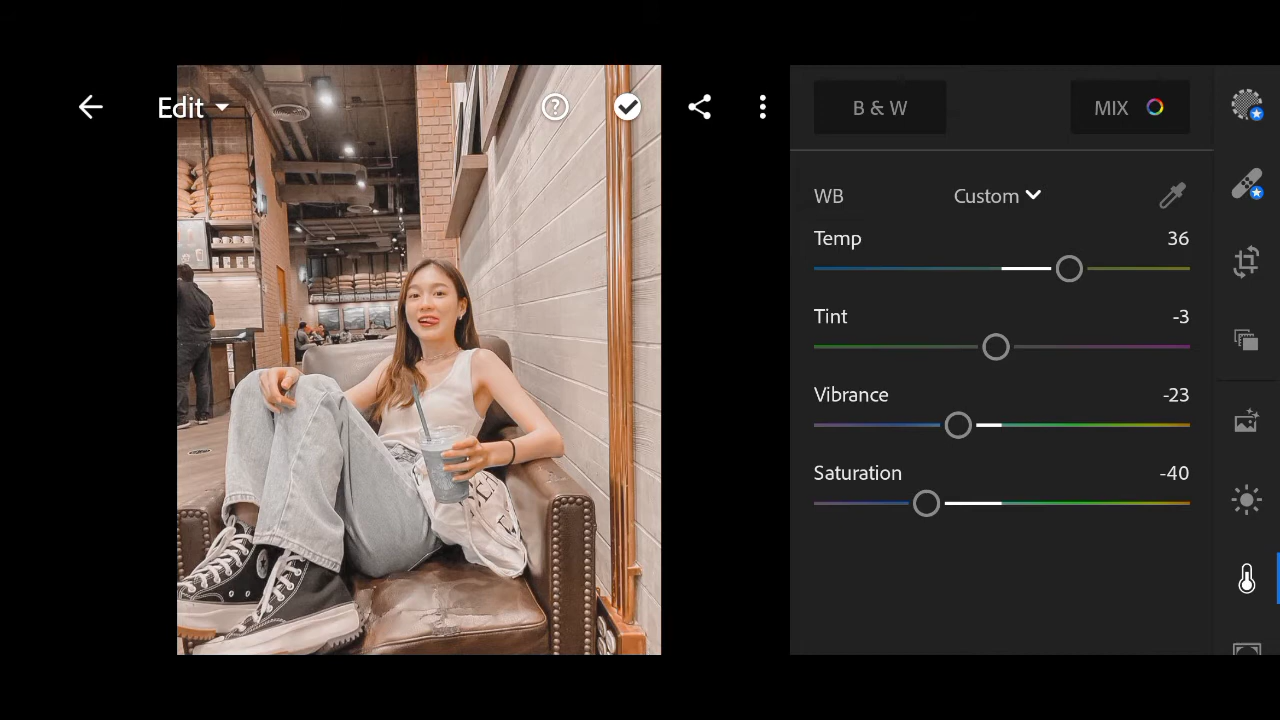 Edit
B & W
MIX
WB Custom
Temp 36
Tint -3
Vibrance -23
Saturation -40